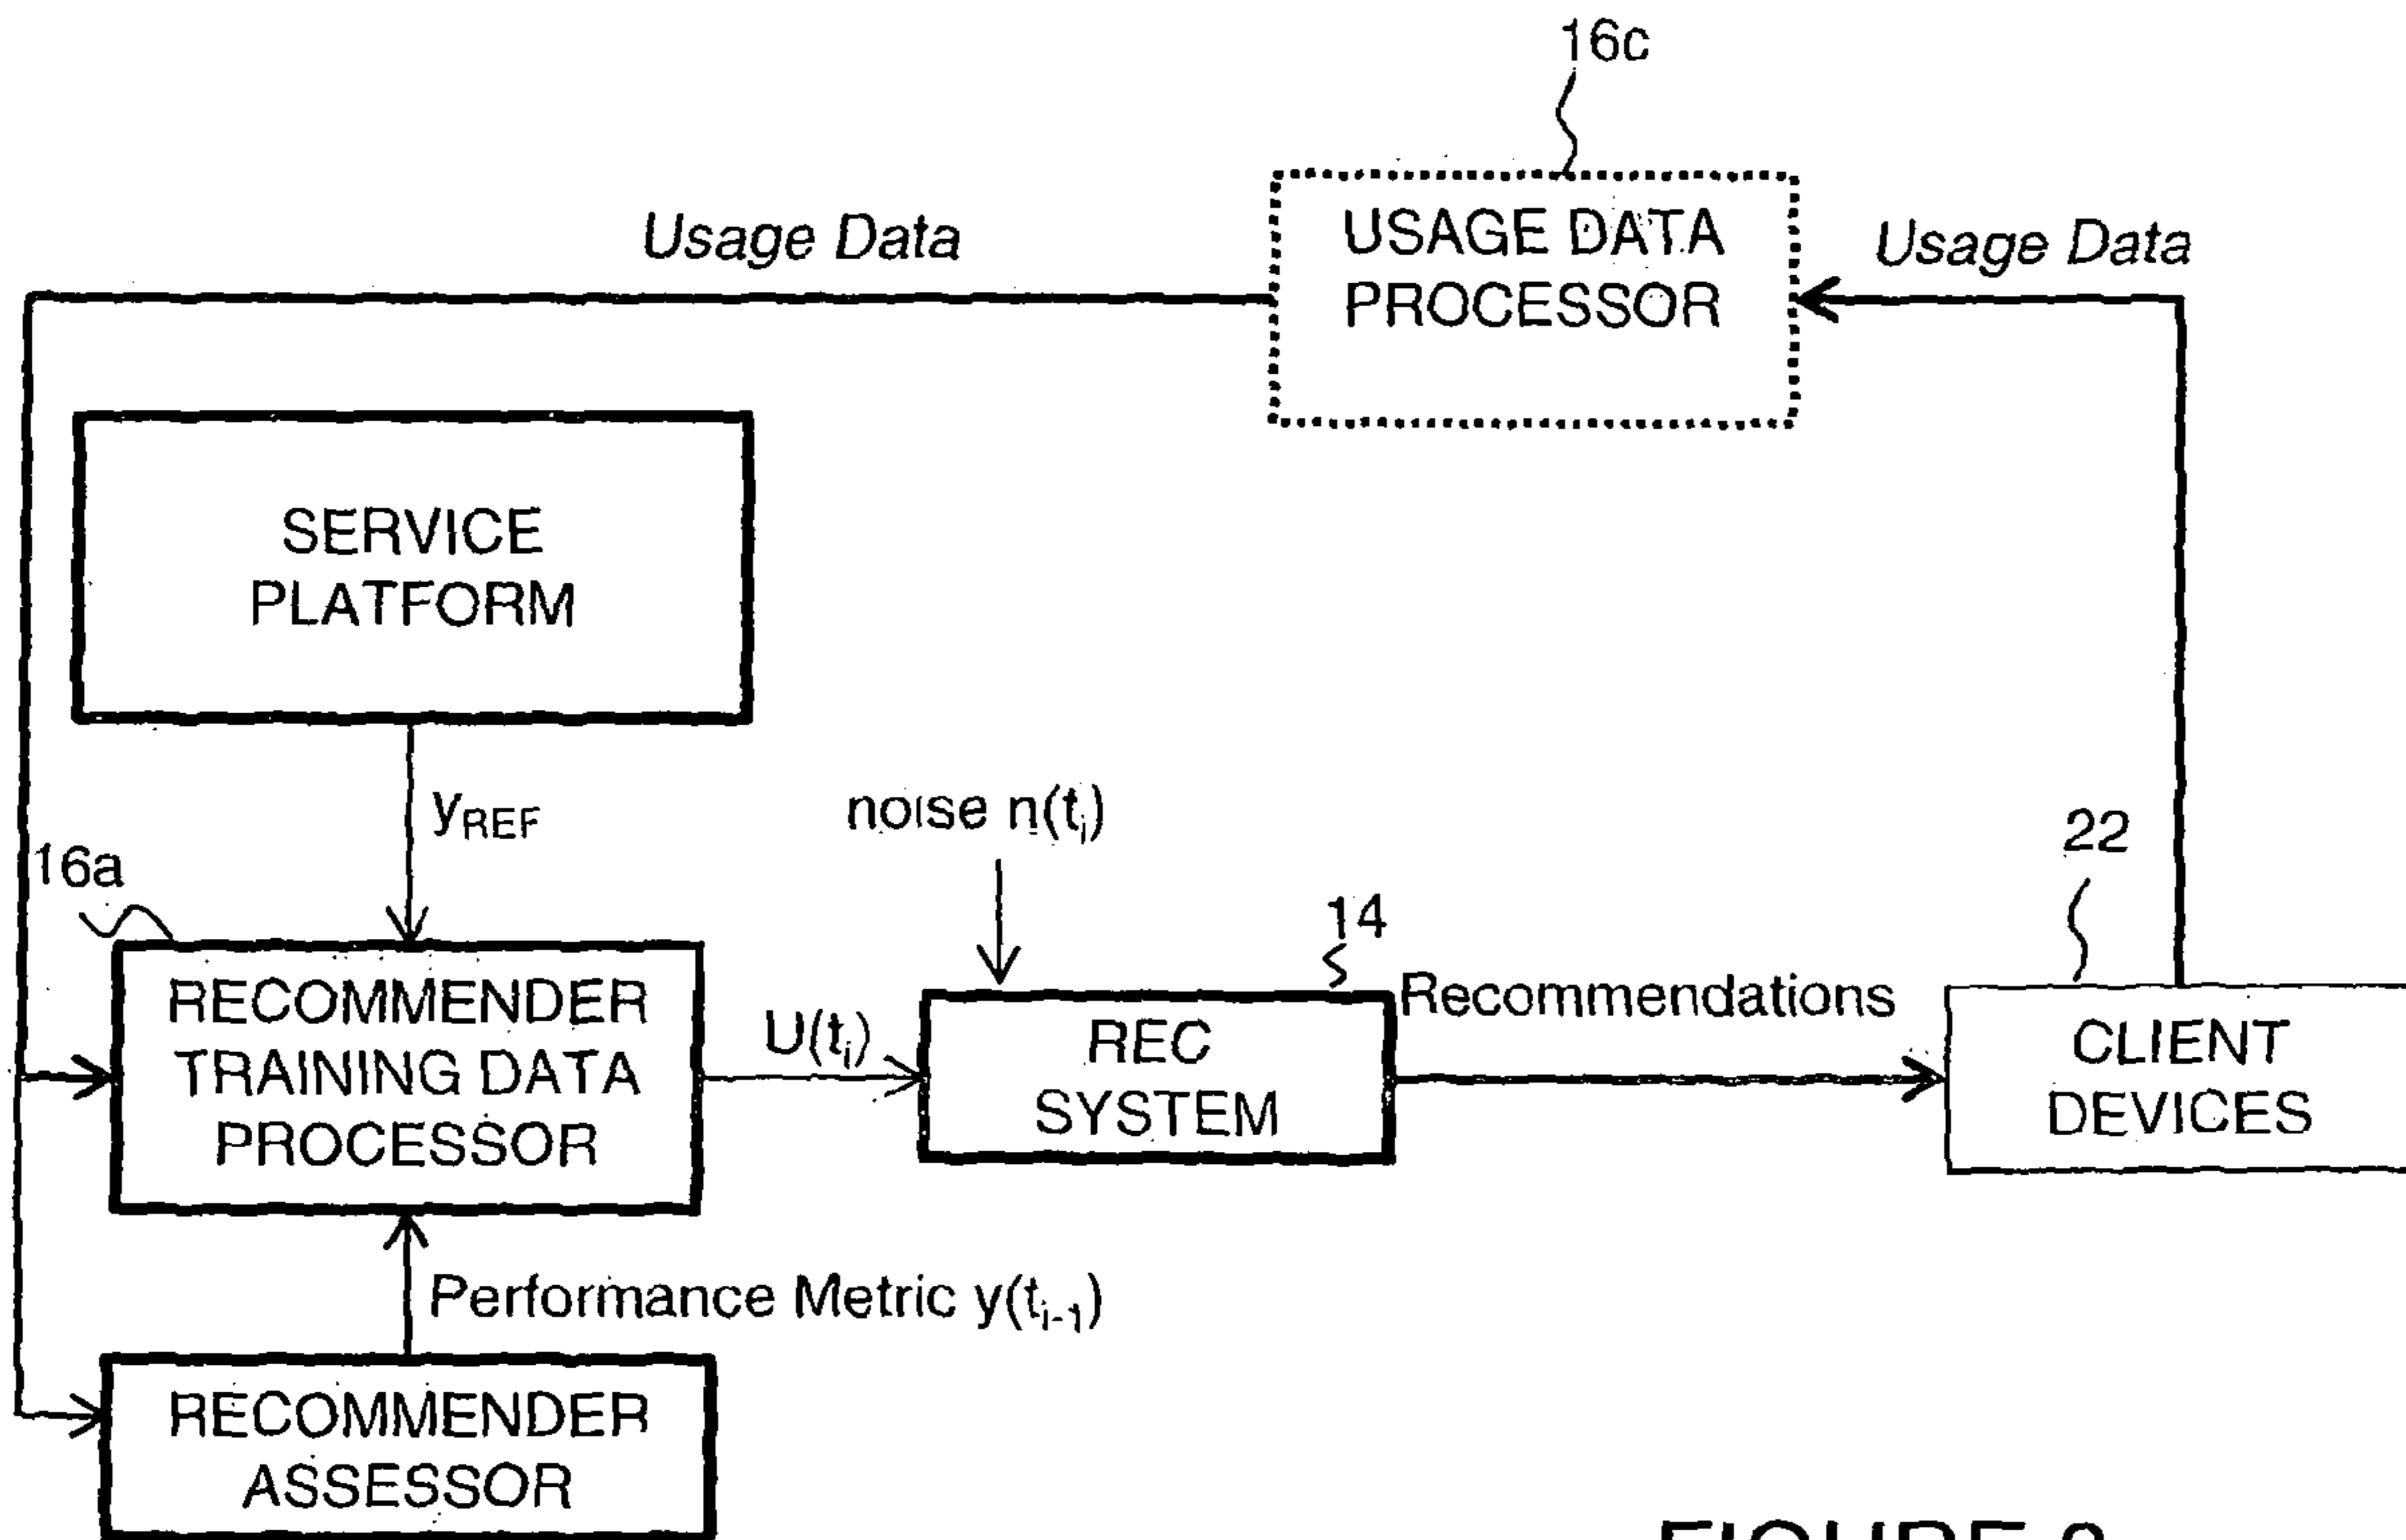 16c
Usage Data
USAGE DATA
PROCESSOR
Usage Data
SERVICE
PLATFORM
yREF
noise n(ti)
16a
22
14
RECOMMENDER
TRAINING DATA
PROCESSOR
U(ti)
REC
SYSTEM
Recommendations
CLIENT
DEVICES
Performance Metric y(ti-1)
RECOMMENDER
ASSESSOR